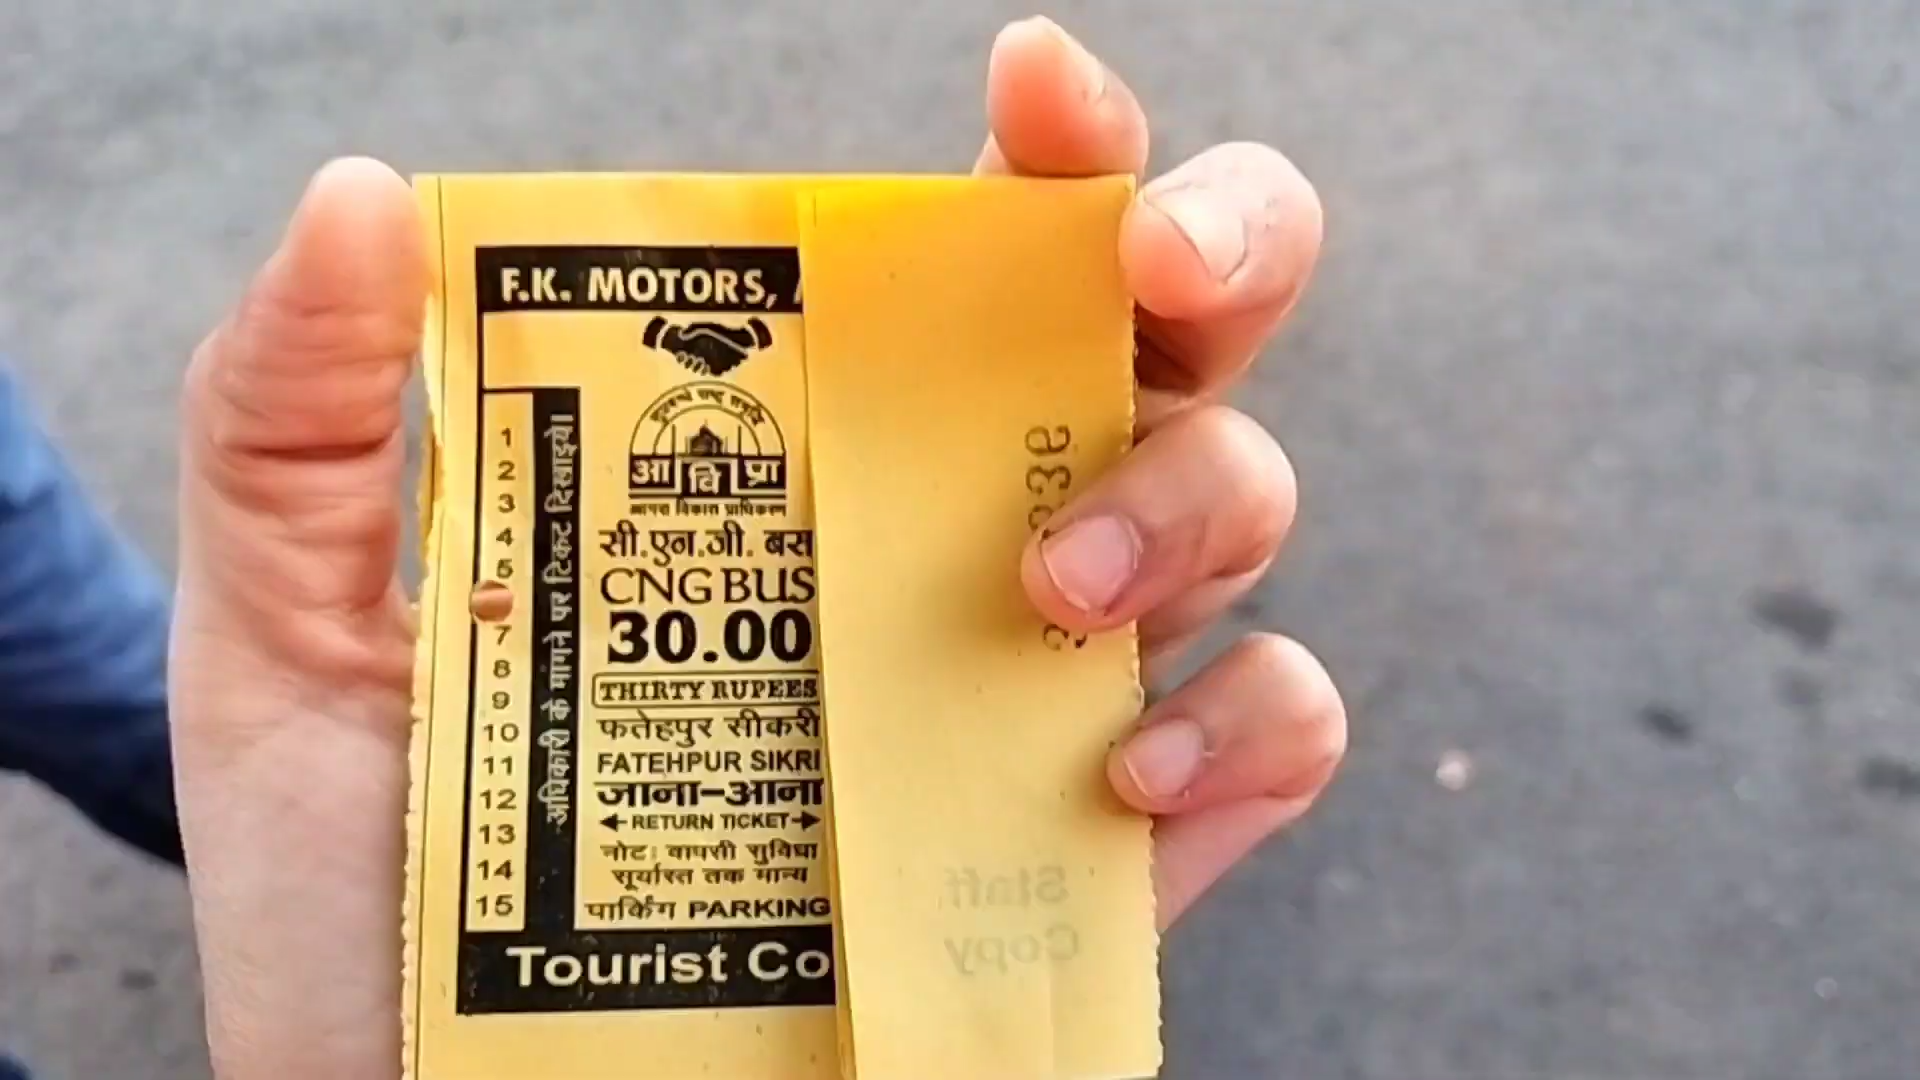 F.K. MOTORS,
आ वि प्रा
आगरा विकास प्राधिकरण
सी.एन.जी. बस
CNG BUS
30.00
THIRTY RUPEES
फतेहपुर सीकरी
FATEHPUR SIKRI
जाना-आना
RETURN TICKET
नोट: वापसी सुविधा
सूर्यास्त तक मान्य
पार्किंग PARKING
Tourist Co
1
2
3
4
5
7
8
9
10
11
12
13
14
15
अधिकारी के मांगने पर टिकट दिखाइये।
Staff
Copy